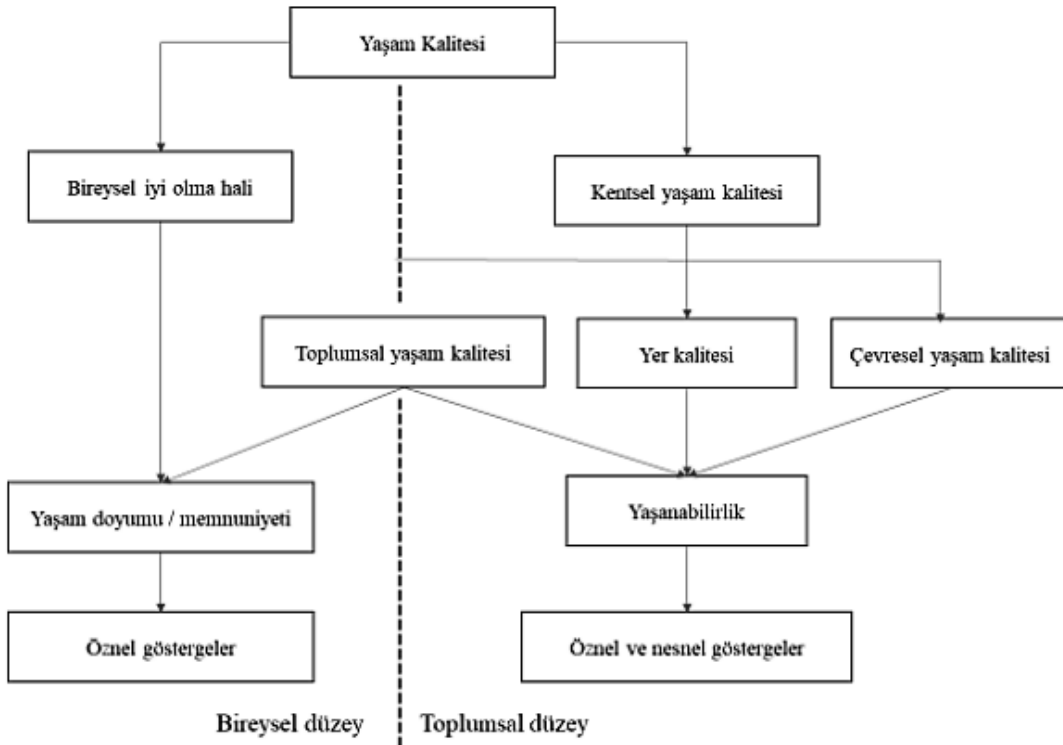 Yaşam Kalitesi
Bireysel iyi olma hali
Kentsel yaşam kalitesi
Toplumsal yaşam kalitesi
Yer kalitesi
Çevresel yaşam kalitesi
Yaşam doyumu / memnuniyeti
Yaşanabilirlik
Öznel göstergeler
Öznel ve nesnel göstergeler
Bireysel düzey
Toplumsal düzey